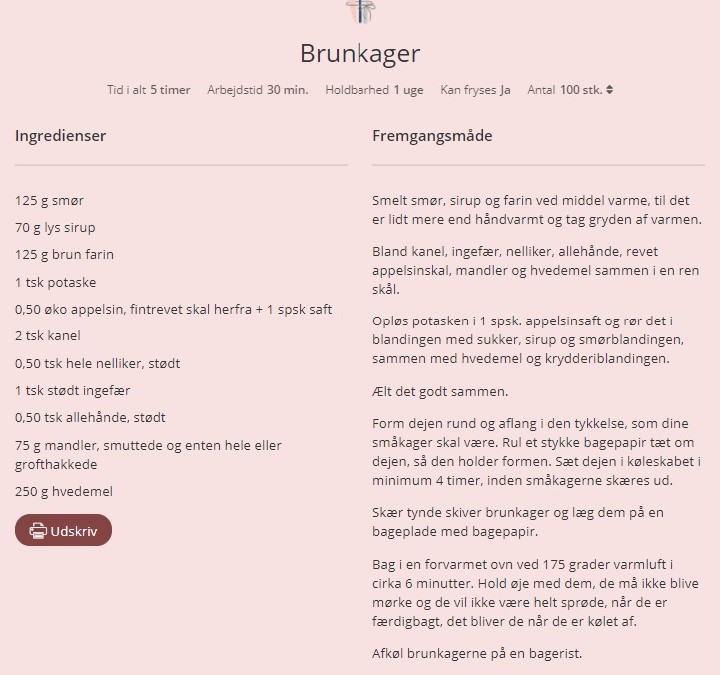 Brunkager
Tid i alt 5 timer Arbejdstid 30 min. Holdbarhed 1 uge Kan fryses Ja Antal 100 stk.
Ingredienser
125 g smør
70 g lys sirup
125 g brun farin
1 tsk potaske
0,50 øko appelsin, fintrevet skal herfra + 1 spsk saft
2 tsk kanel
0,50 tsk hele nelliker, stødt
1 tsk stødt ingefær
0,50 tsk allehånde, stødt
75 g mandler, smuttede og enten hele eller
grofthakkede
250 g hvedemel
Udskriv
Fremgangsmåde
Smelt smør, sirup og farin ved middel varme, til det
er lidt mere end håndvarmt og tag gryden af varmen.
Bland kanel, ingefær, nelliker, allehånde, revet
appelsinskal, mandler og hvedemel sammen i en ren
skål.
Opløs potasken i 1 spsk. appelsinsaft og rør det i
blandingen med sukker, sirup og smørblandingen,
sammen med hvedemel og krydderiblandingen.
Ælt det godt sammen.
Form dejen rund og aflang i den tykkelse, som dine
småkager skal være. Rul et stykke bagepapir tæt om
dejen, så den holder formen. Sæt dejen i køleskabet i
minimum 4 timer, inden småkagerne skæres ud.
Skær tynde skiver brunkager og læg dem på en
bageplade med bagepapir.
Bag i en forvarmet ovn ved 175 grader varmluft i
cirka 6 minutter. Hold øje med dem, de må ikke blive
mørke og de vil ikke være helt sprøde, når de er
færdigbagt, det bliver de når de er kølet af.
Afkøl brunkagerne på en bagerist.